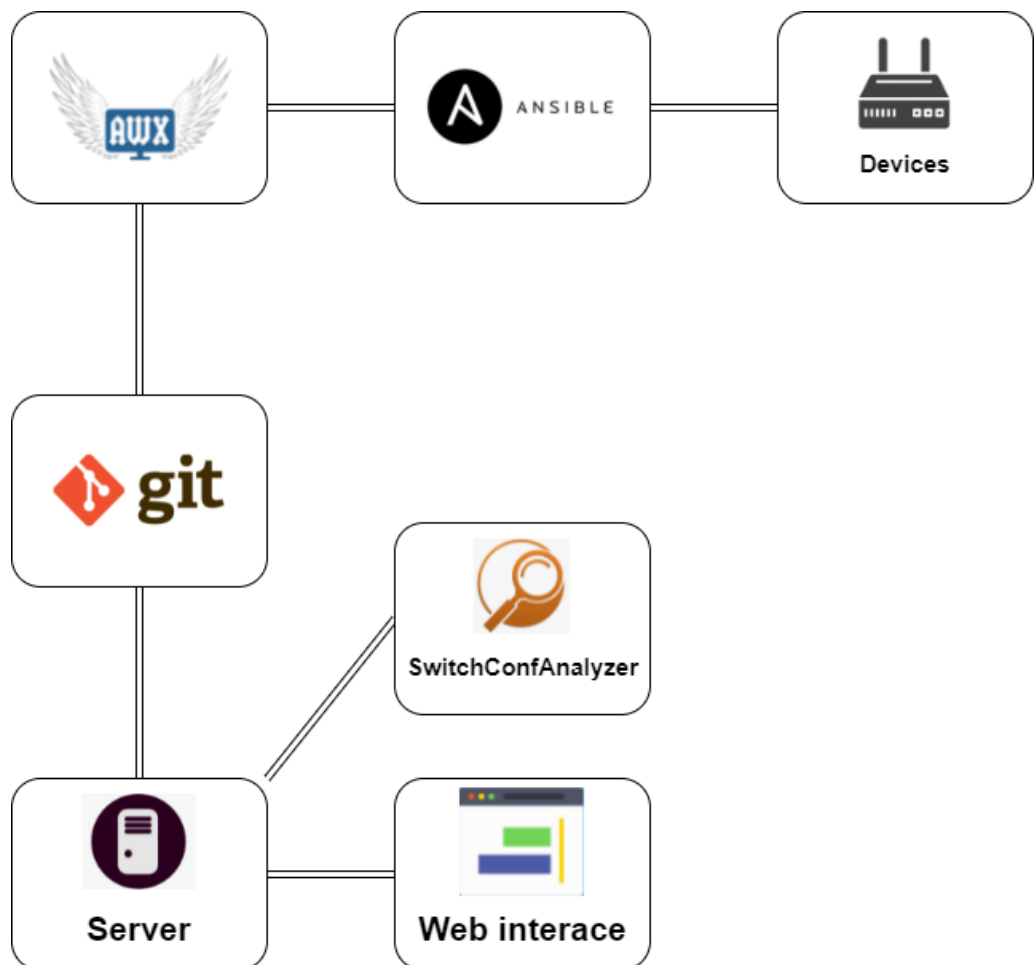 AWX
ANSIBLE
Devices
git
SwitchConfAnalyzer
Server
Web interace